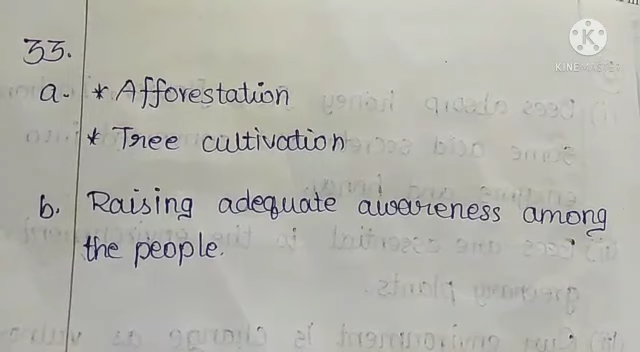 33.
a. * Afforestation
* Tree cultivation
b. Raising adequate awareness among
the people.
KINEMASTER